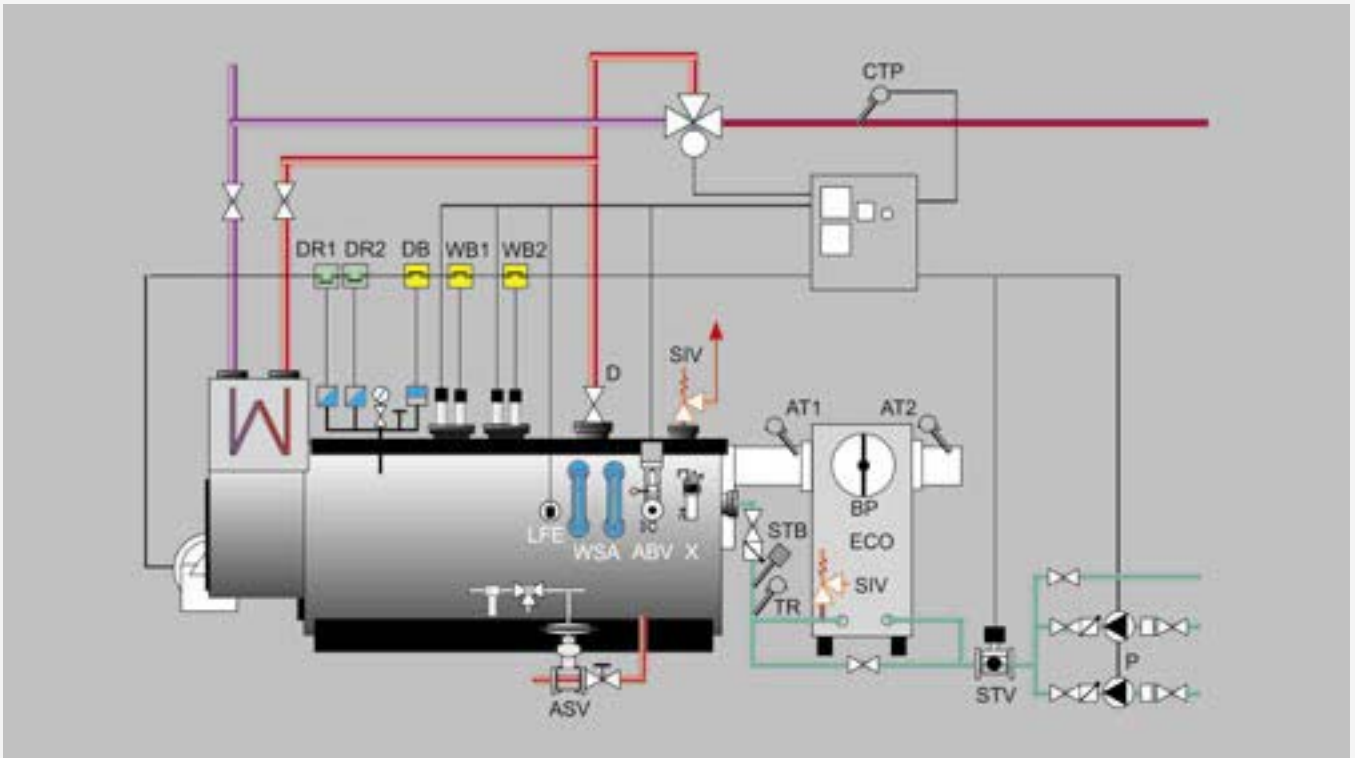 CTP
DR1 DR2 DB WB1 WB2
SIV
D
AT1 AT2
BP
LFE
WSA ABV X
STB
ECO
SIV
TR
P
STV
ASV